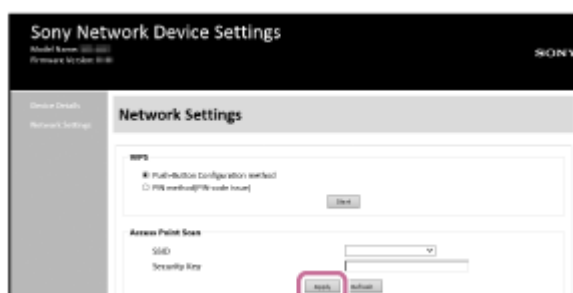 Sony Network Device Settings
Model Name
Firmware Version
SONY
Device Details
Network Settings
Network Settings
WPS
Push-Button Configuration method
PIN method(PIN code issue)
Start
Access Point Scan
SSID
Security Key
Apply Refresh